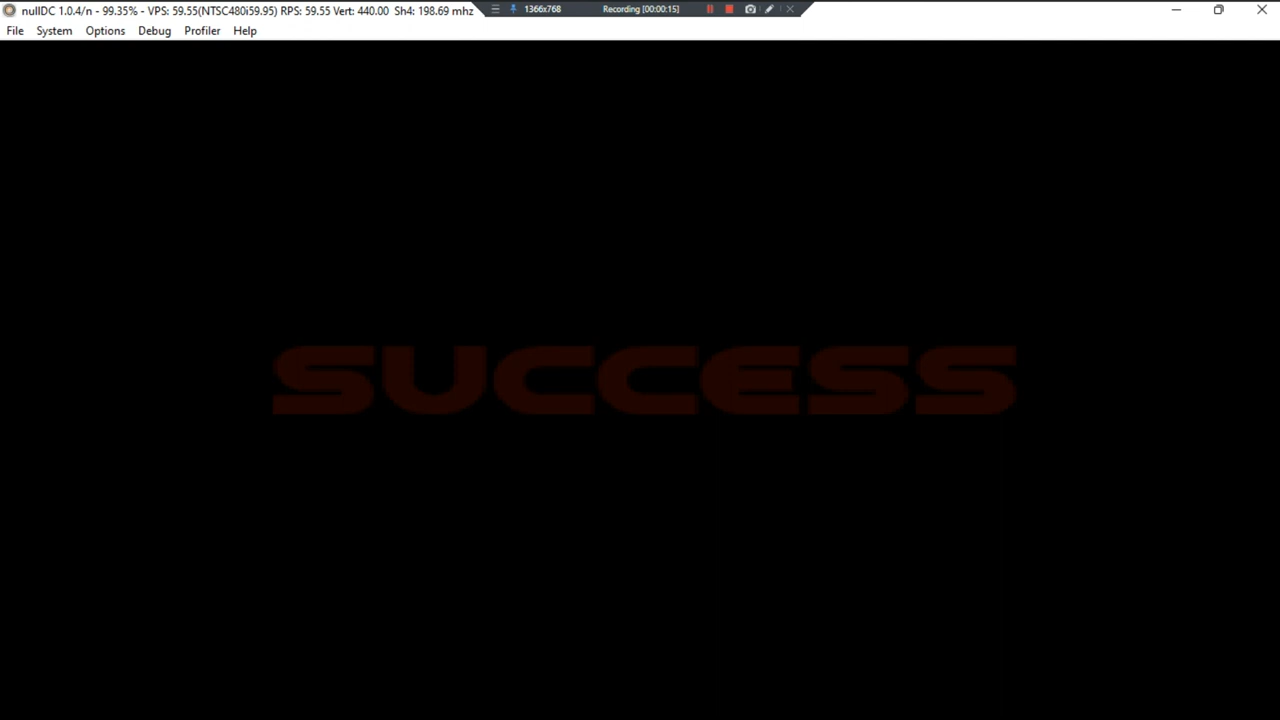 nullDC 1.0.4/n - 99.35% - VPS: 59.55(NTSC480i59.95) RPS: 59.55 Vert: 440.00 Sh4: 198.69 mhz
1366x768 Recording [00:00:15]
File System Options Debug Profiler Help
SUCCESS